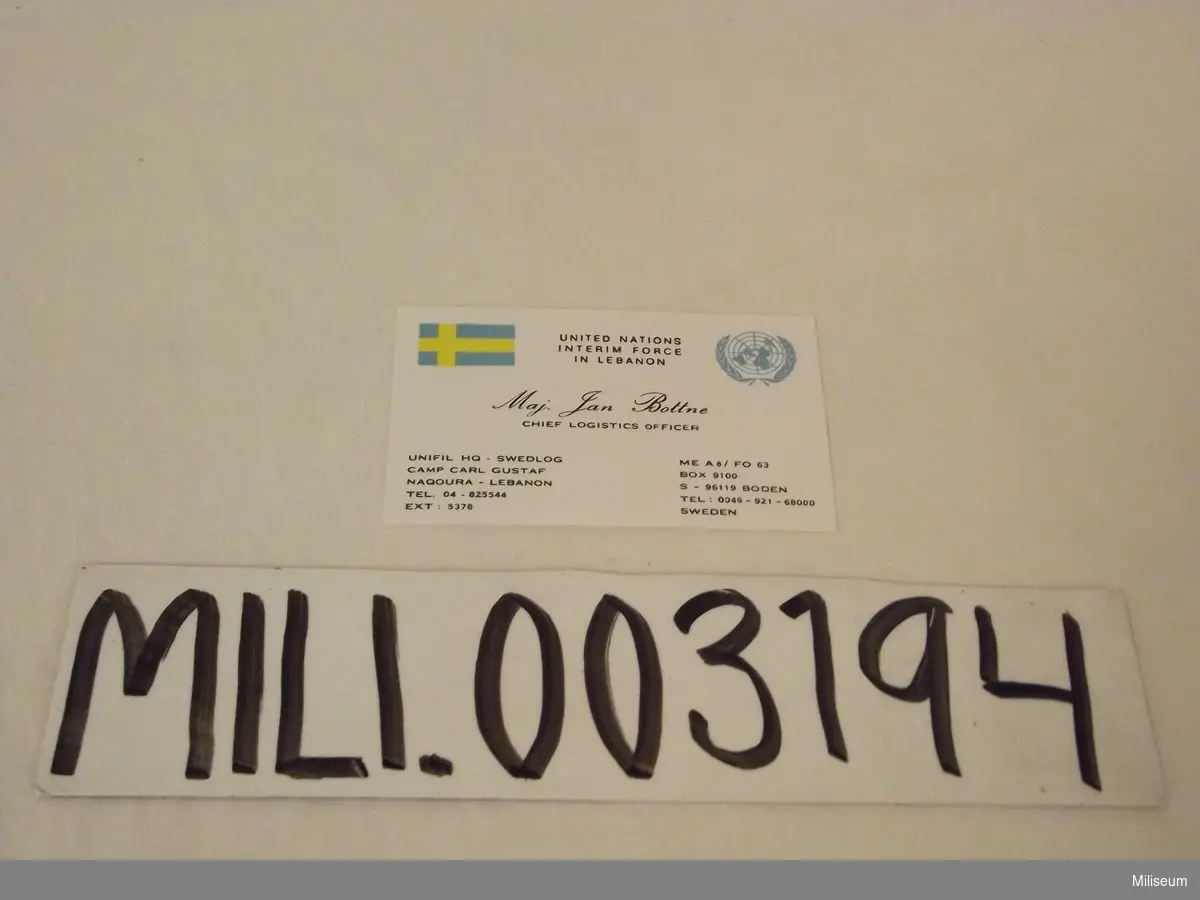 UNITED NATIONS
INTERIM FORCE
IN LEBANON
Maj. Jan Bottne
CHIEF LOGISTICS OFFICER
UNIFIL HQ - SWEDLOG
CAMP CARL GUSTAF
NAQOURA - LEBANON
TEL. 04 - 825544
EXT : 5376
ME A 8 / FO 63
BOX 9100
S - 96119 BODEN
TEL : 0046 - 921 - 68000
SWEDEN
MILI.003194
Miliseum